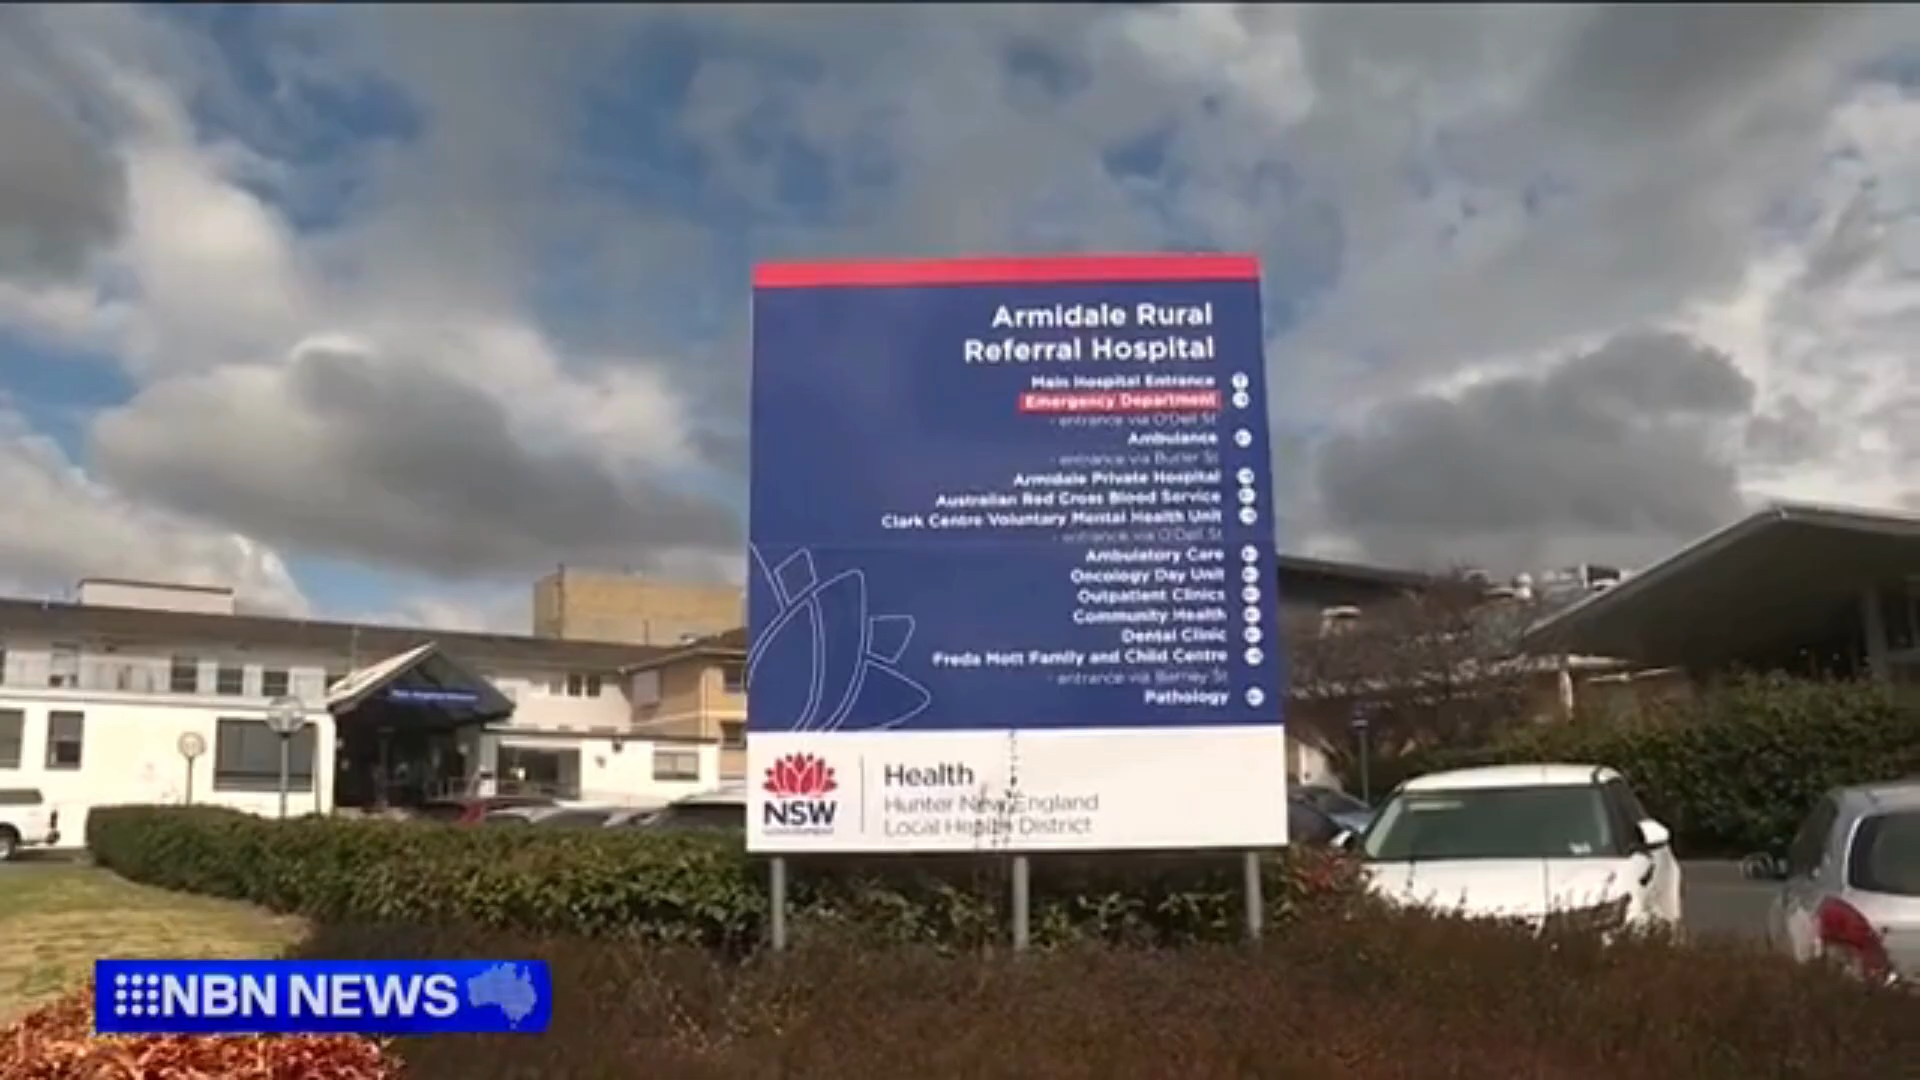 Armidale Rural
Referral Hospital
Main Hospital Entrance
Emergency Department
- entrance via O'Dell St
Ambulance
- entrance via Butler St
Armidale Private Hospital
Australian Red Cross Blood Service
Clark Centre Voluntary Mental Health Unit
- entrance via O'Dell St
Ambulatory Care
Oncology Day Unit
Outpatient Clinics
Community Health
Dental Clinic
Freda Mott Family and Child Centre
- entrance via Barney St
Pathology
NSW
Health
Hunter New England
Local Health District
NBN NEWS